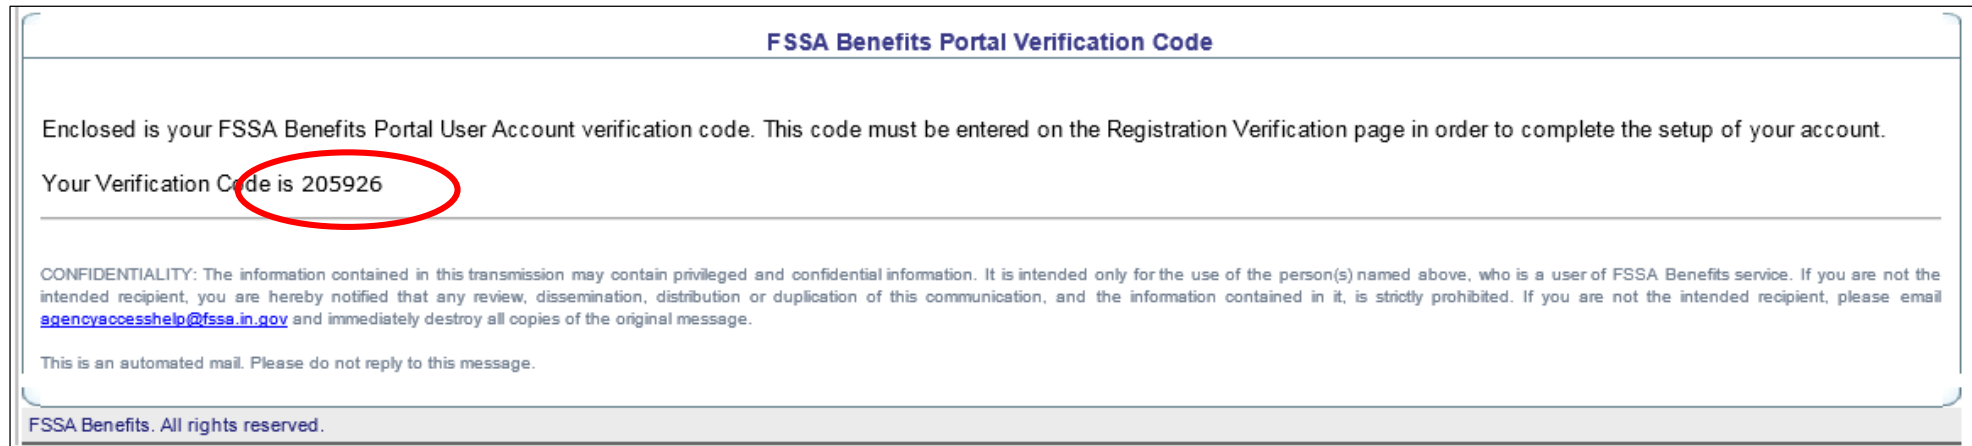 FSSA Benefits Portal Verification Code
Enclosed is your FSSA Benefits Portal User Account verification code. This code must be entered on the Registration Verification page in order to complete the setup of your account.
Your Verification Code is 205926
CONFIDENTIALITY: The information contained in this transmission may contain privileged and confidential information. It is intended only for the use of the person(s) named above, who is a user of FSSA Benefits service. If you are not the
intended recipient, you are hereby notified that any review, dissemination, distribution or duplication of this communication, and the information contained in it, is strictly prohibited. If you are not the intended recipient, please email
agencyaccesshelp@fssa.in.gov and immediately destroy all copies of the original message.
This is an automated mail. Please do not reply to this message.
FSSA Benefits. All rights reserved.